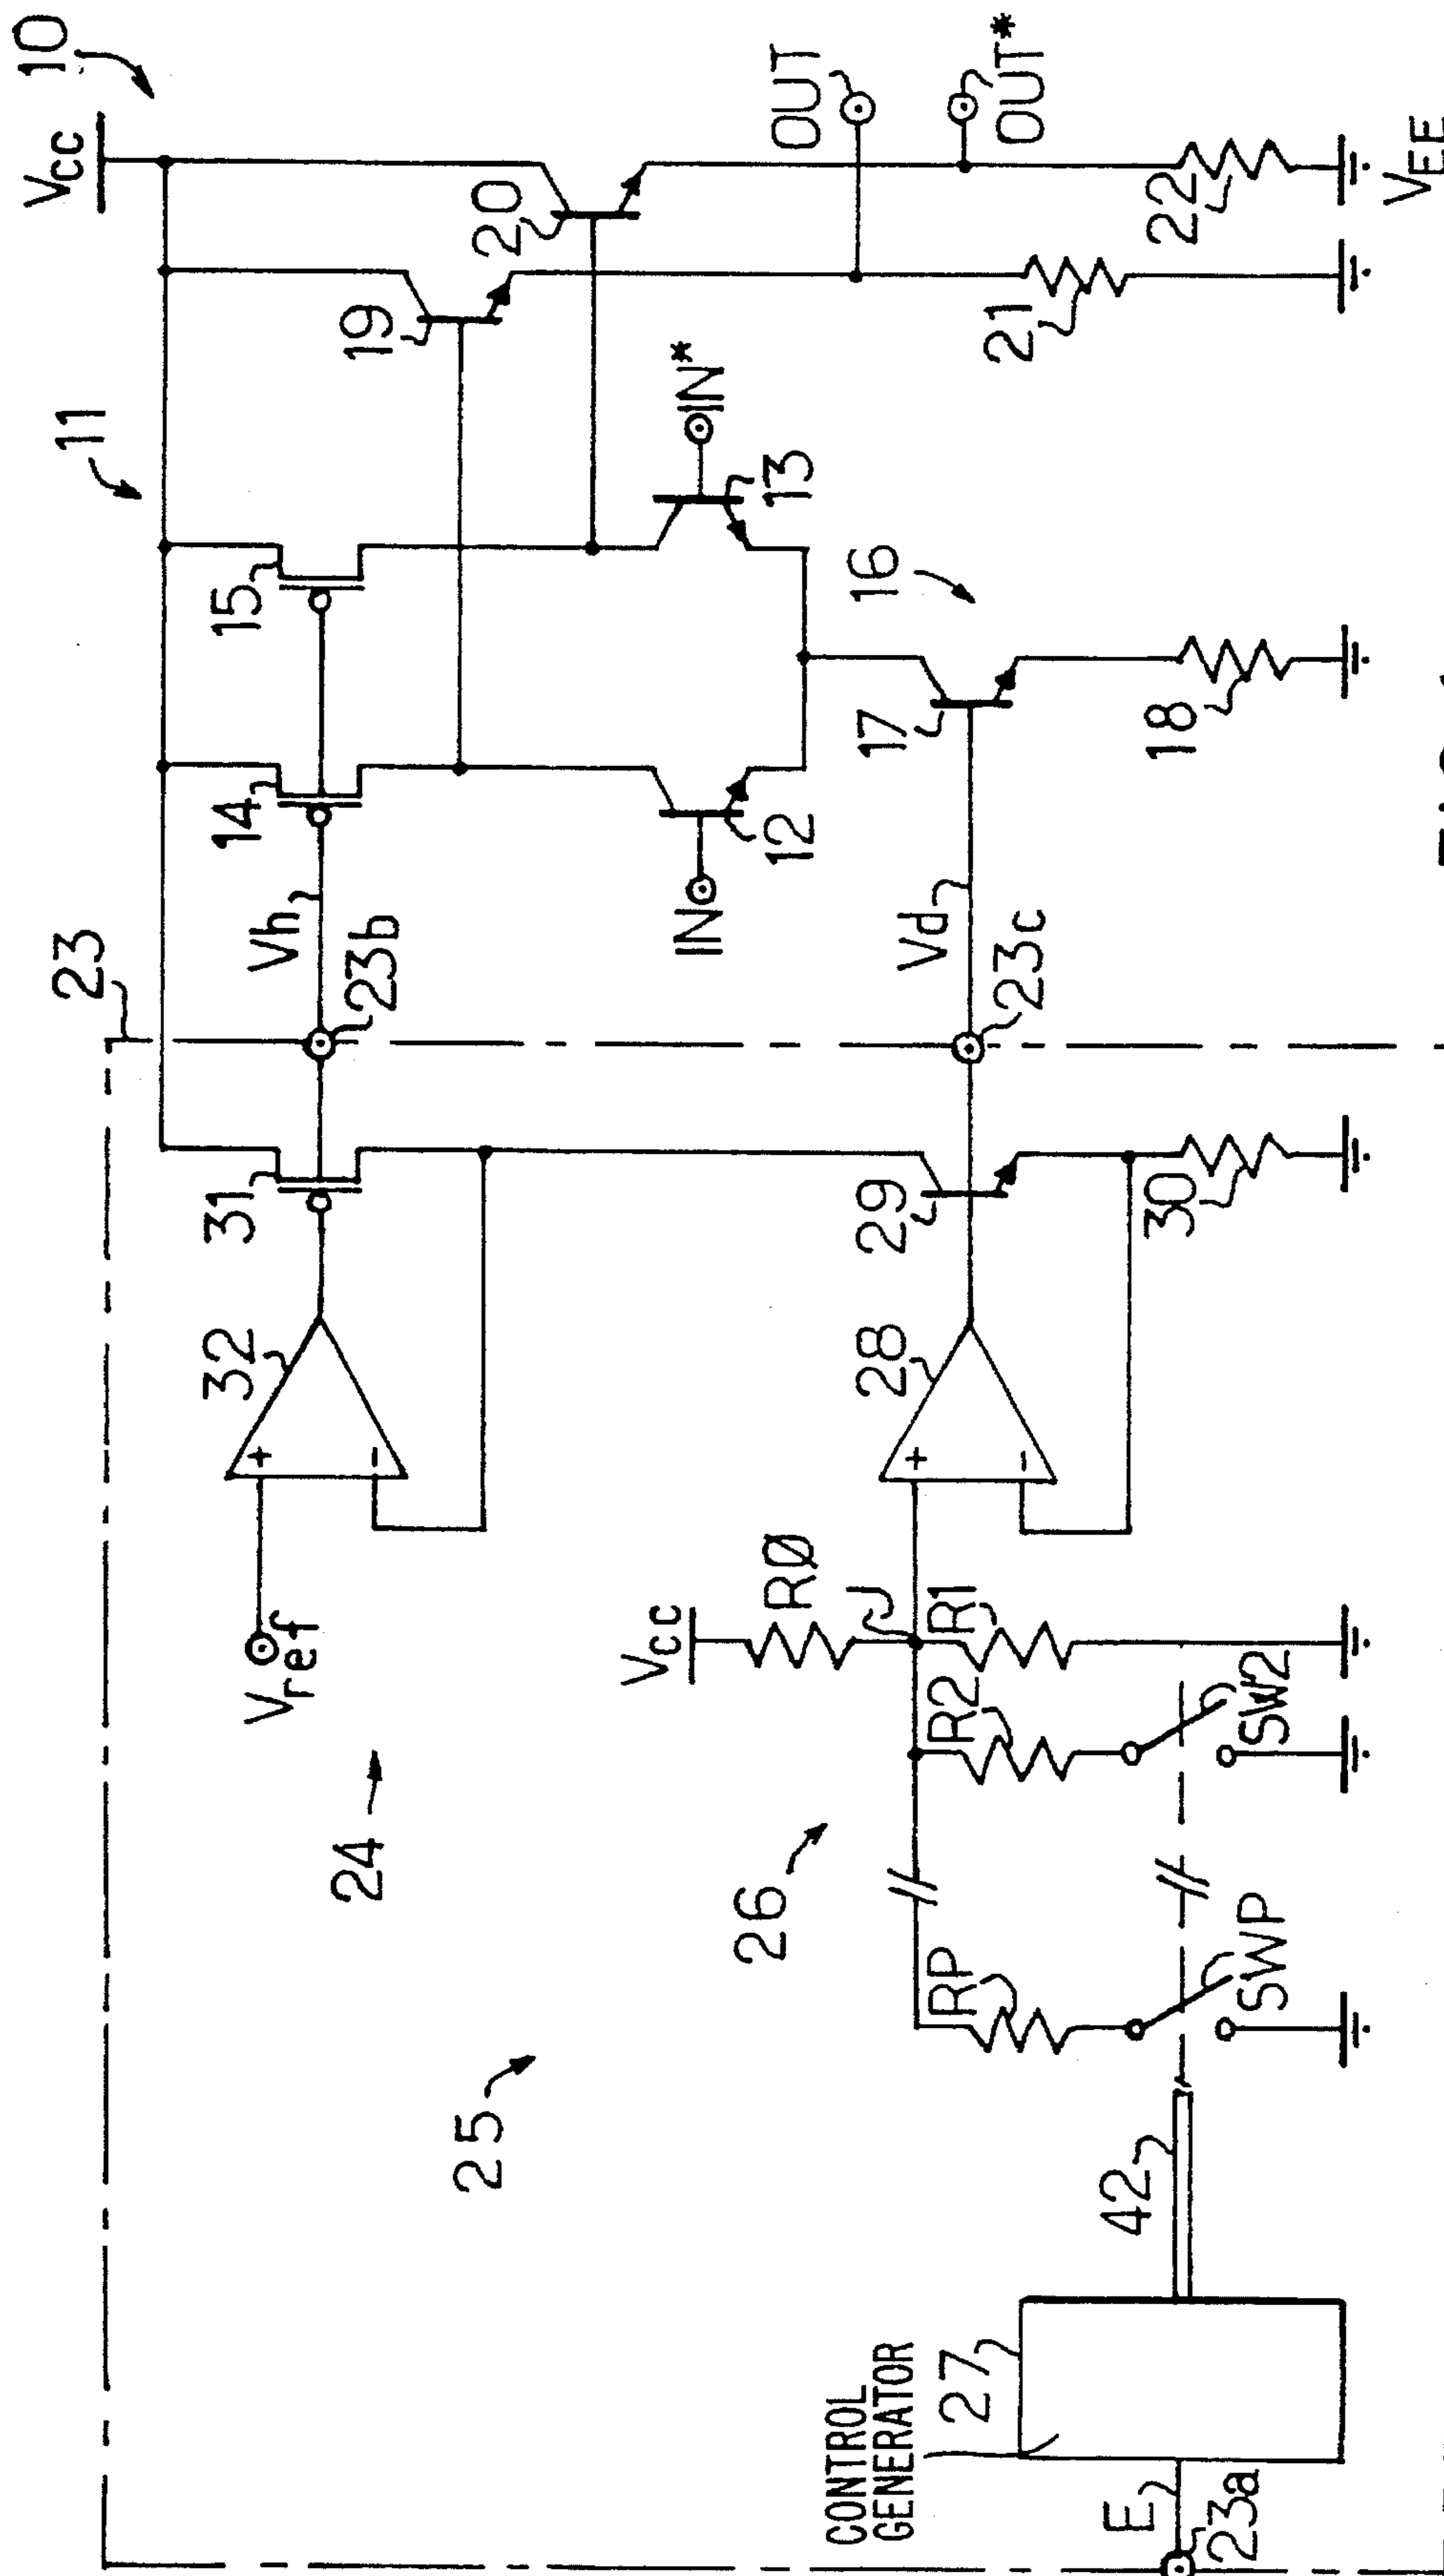 10
Vcc
11
23
31
14
15
32
Vh
23b
19
20
Vref
24
IN
12
IN*
13
OUT
OUT*
Vcc
RØ
J
25
26
RP
R2
R1
28
29
Vd
23c
17
16
+
-
+
-
CONTROL
GENERATOR
27
42
E
23a
SWP
SW2
30
18
21
22
VEE